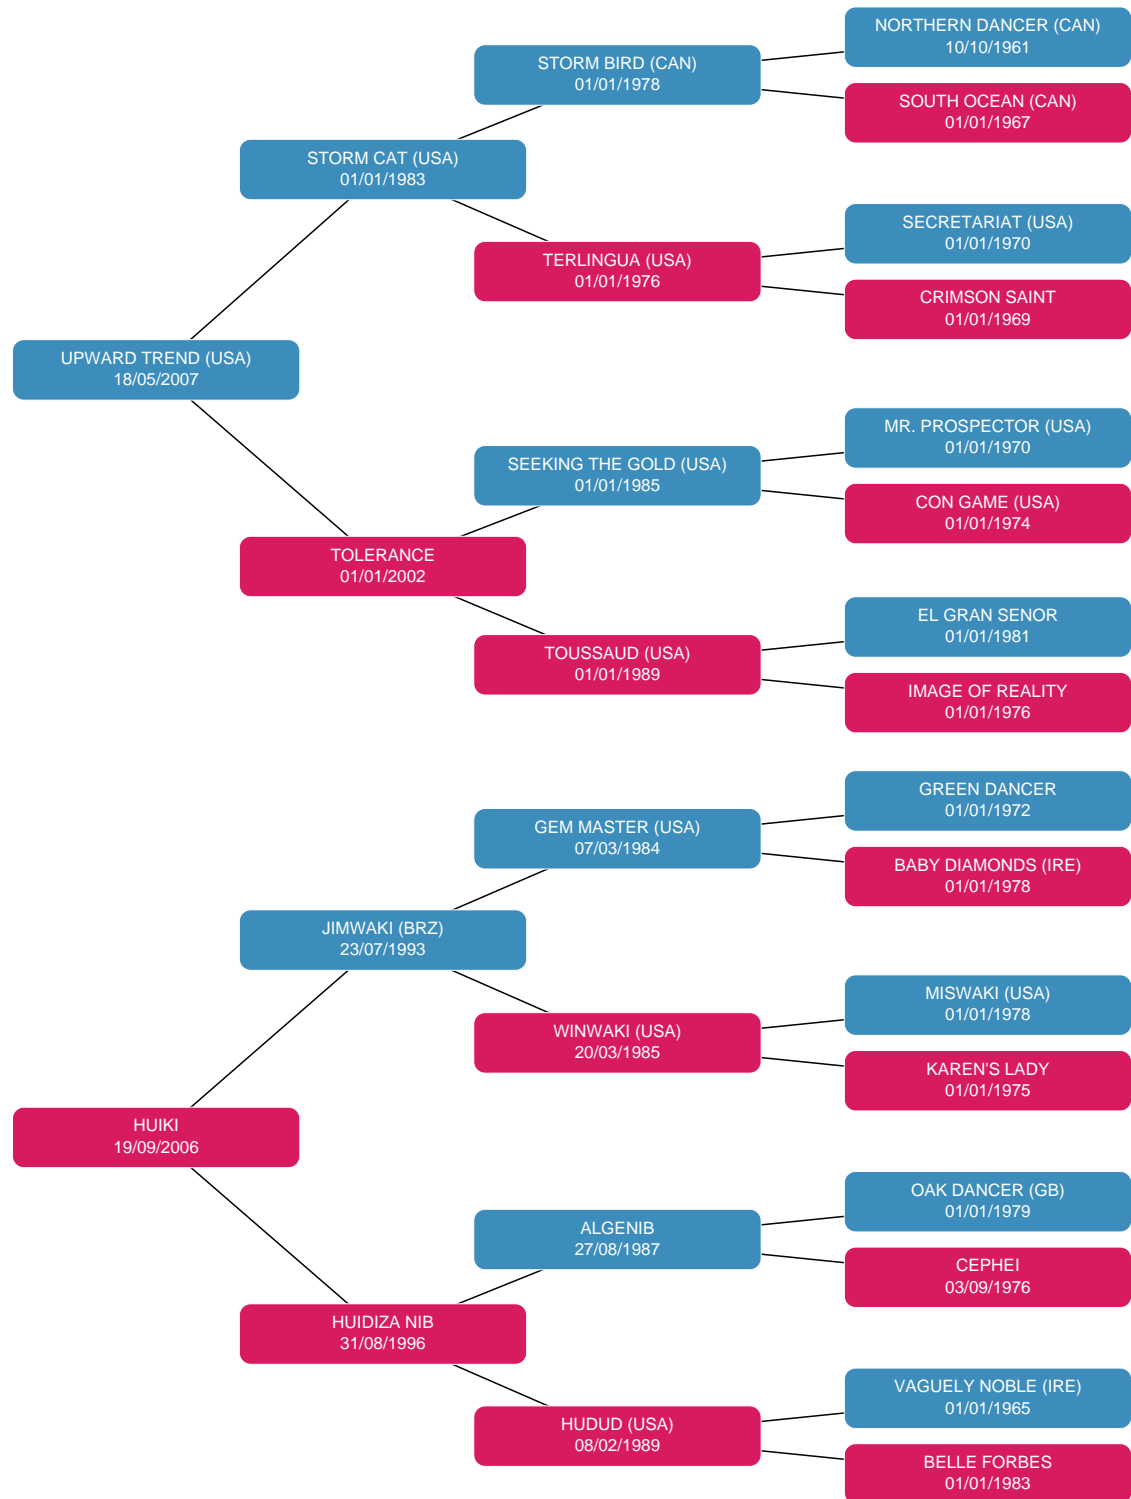 NORTHERN DANCER (CAN)
10/10/1961
STORM BIRD (CAN)
01/01/1978
SOUTH OCEAN (CAN)
01/01/1967
STORM CAT (USA)
01/01/1983
SECRETARIAT (USA)
01/01/1970
TERLINGUA (USA)
01/01/1976
CRIMSON SAINT
01/01/1969
UPWARD TREND (USA)
18/05/2007
MR. PROSPECTOR (USA)
01/01/1970
SEEKING THE GOLD (USA)
01/01/1985
CON GAME (USA)
01/01/1974
TOLERANCE
01/01/2002
EL GRAN SENOR
01/01/1981
TOUSSAUD (USA)
01/01/1989
IMAGE OF REALITY
01/01/1976
GREEN DANCER
01/01/1972
GEM MASTER (USA)
07/03/1984
BABY DIAMONDS (IRE)
01/01/1978
JIMWAKI (BRZ)
23/07/1993
MISWAKI (USA)
01/01/1978
WINWAKI (USA)
20/03/1985
KAREN'S LADY
01/01/1975
HUIKI
19/09/2006
OAK DANCER (GB)
01/01/1979
ALGENIB
27/08/1987
CEPHEI
03/09/1976
HUIDIZA NIB
31/08/1996
VAGUELY NOBLE (IRE)
01/01/1965
HUDUD (USA)
08/02/1989
BELLE FORBES
01/01/1983